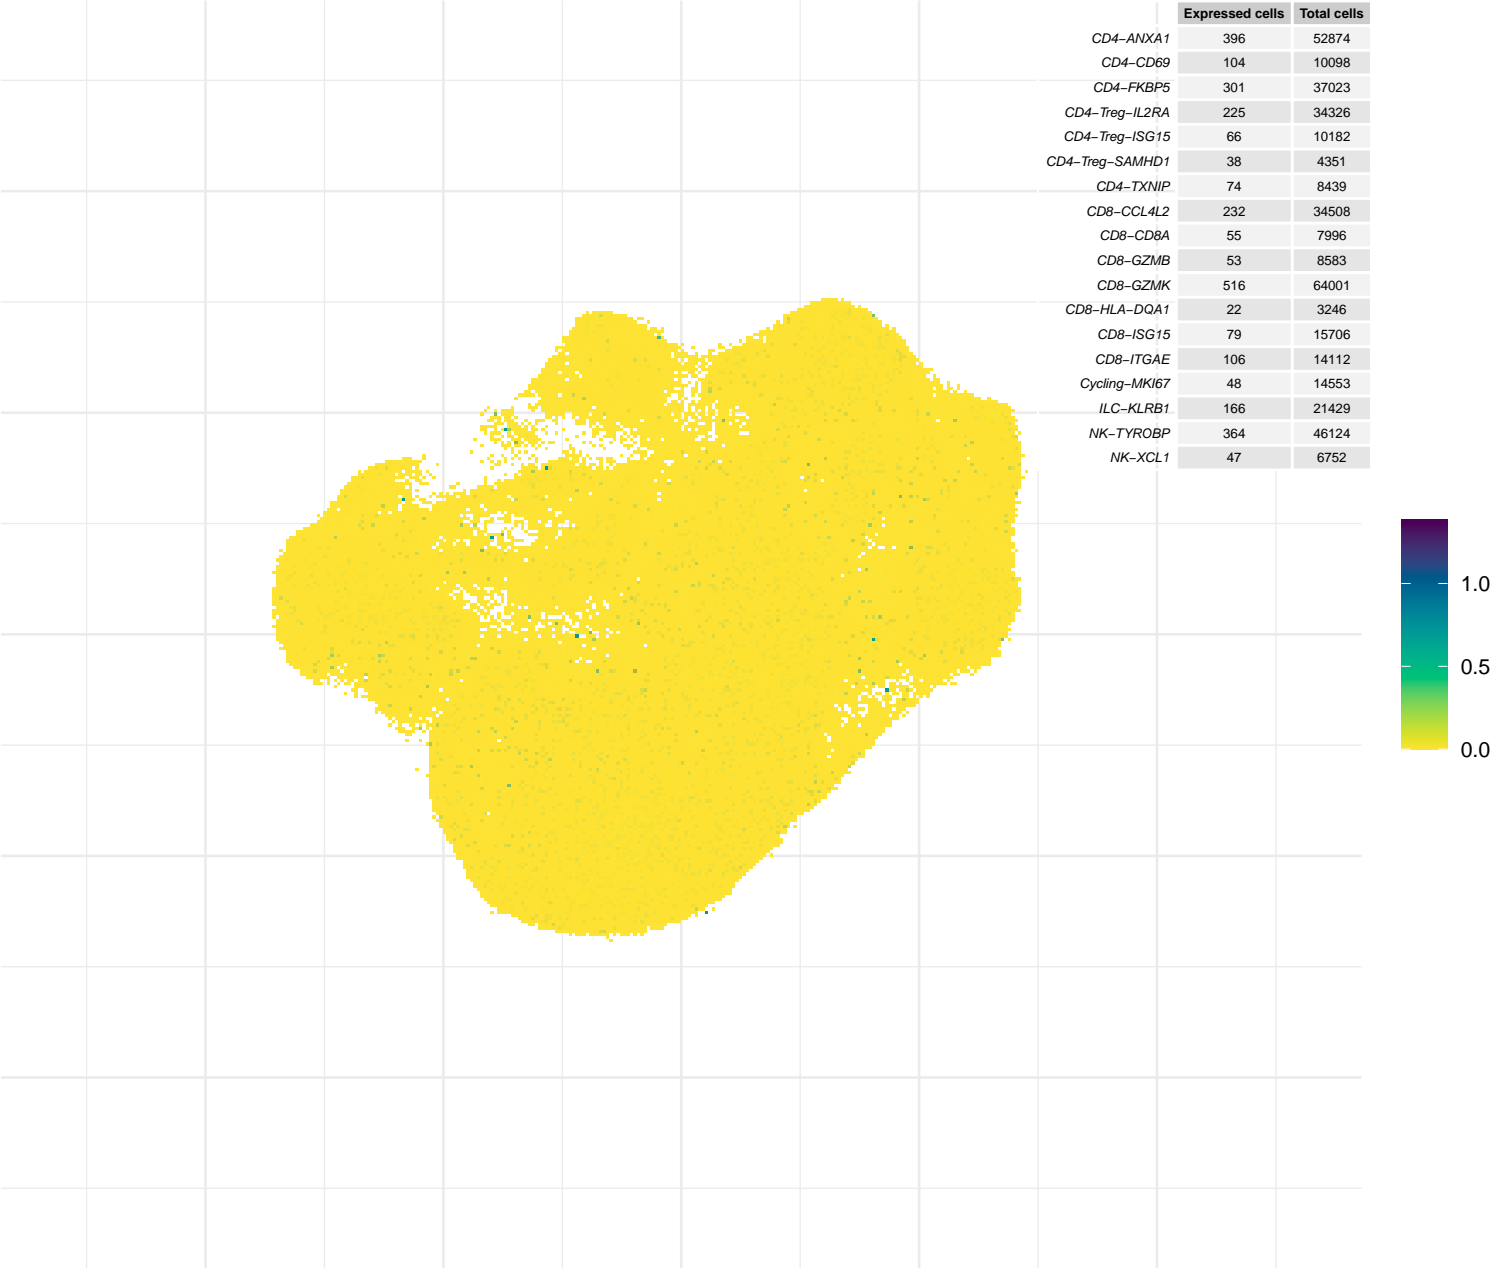 Expressed cells Total cells
CD4−ANXA1 396 52874
CD4−CD69 104 10098
CD4−FKBP5 301 37023
CD4−Treg−IL2RA 225 34326
CD4−Treg−ISG15 66 10182
CD4−Treg−SAMHD1 38 4351
CD4−TXNIP 74 8439
CD8−CCL4L2 232 34508
CD8−CD8A 55 7996
CD8−GZMB 53 8583
CD8−GZMK 516 64001
CD8−HLA−DQA1 22 3246
CD8−ISG15 79 15706
CD8−ITGAE 106 14112
Cycling−MKI67 48 14553
ILC−KLRB1 166 21429
NK−TYROBP 364 46124
NK−XCL1 47 6752
1.0
0.5
0.0